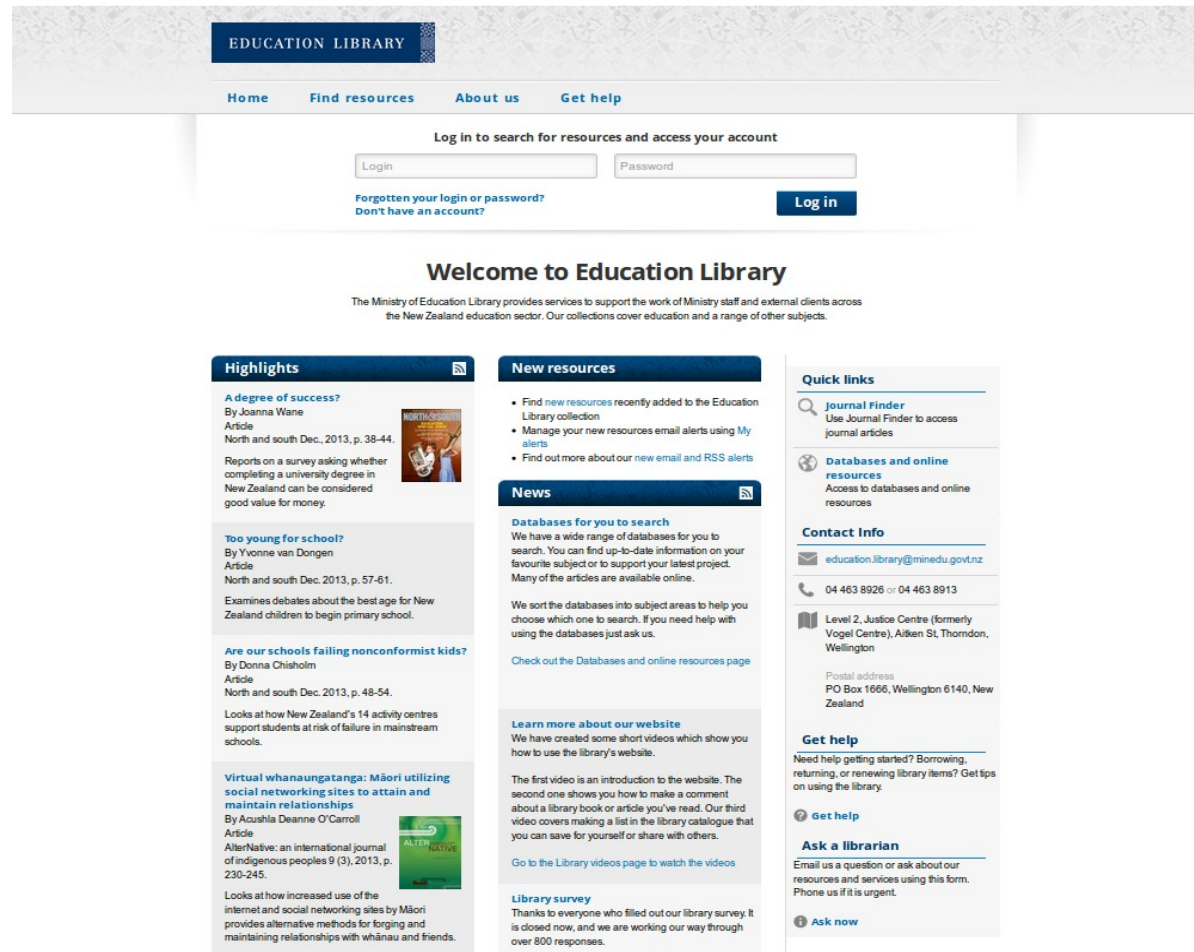 EDUCATION LIBRARY
Home Find resources About us Get help
Log in to search for resources and access your account
Login Password
Forgotten your login or password?
Don't have an account?
Log in
Welcome to Education Library
The Ministry of Education Library provides services to support the work of Ministry staff and external clients across
the New Zealand education sector. Our collections cover education and a range of other subjects.
Highlights
A degree of success?
By Joanna Wane
Article
North and south Dec., 2013, p. 38-44.
Reports on a survey asking whether
completing a university degree in
New Zealand can be considered
good value for money.
NORTH&SOUTH
Too young for school?
By Yvonne van Dongen
Article
North and south Dec. 2013, p. 57-61.
Examines debates about the best age for New
Zealand children to begin primary school.
Are our schools failing nonconformist kids?
By Donna Chisholm
Article
North and south Dec. 2013, p. 48-54.
Looks at how New Zealand's 14 activity centres
support students at risk of failure in mainstream
schools.
Virtual whanaungatanga: Māori utilizing
social networking sites to attain and
maintain relationships
By Acushla Deanne O'Carroll
Article
AlterNative: an international journal
of indigenous peoples 9 (3), 2013, p.
230-245.
Looks at how increased use of the
internet and social networking sites by Māori
provides alternative methods for forging and
maintaining relationships with whānau and friends.
ALTER
NATIVE
New resources
• Find new resources recently added to the Education
Library collection
• Manage your new resources email alerts using My
alerts
• Find out more about our new email and RSS alerts
News
Databases for you to search
We have a wide range of databases for you to
search. You can find up-to-date information on your
favourite subject or to support your latest project.
Many of the articles are available online.
We sort the databases into subject areas to help you
choose which one to search. If you need help with
using the databases just ask us.
Check out the Databases and online resources page
Learn more about our website
We have created some short videos which show you
how to use the library's website.
The first video is an introduction to the website. The
second one shows you how to make a comment
about a library book or article you've read. Our third
video covers making a list in the library catalogue that
you can save for yourself or share with others.
Go to the Library videos page to watch the videos
Library survey
Thanks to everyone who filled out our library survey. It
is closed now, and we are working our way through
over 800 responses.
Quick links
Journal Finder
Use Journal Finder to access
journal articles
Databases and online
resources
Access to databases and online
resources
Contact Info
education.library@minedu.govt.nz
04 463 8926 or 04 463 8913
Level 2, Justice Centre (formerly
Vogel Centre), Aitken St, Thorndon,
Wellington
Postal address
PO Box 1666, Wellington 6140, New
Zealand
Get help
Need help getting started? Borrowing,
returning, or renewing library items? Get tips
on using the library.
Get help
Ask a librarian
Email us a question or ask about our
resources and services using this form.
Phone us if it is urgent.
Ask now